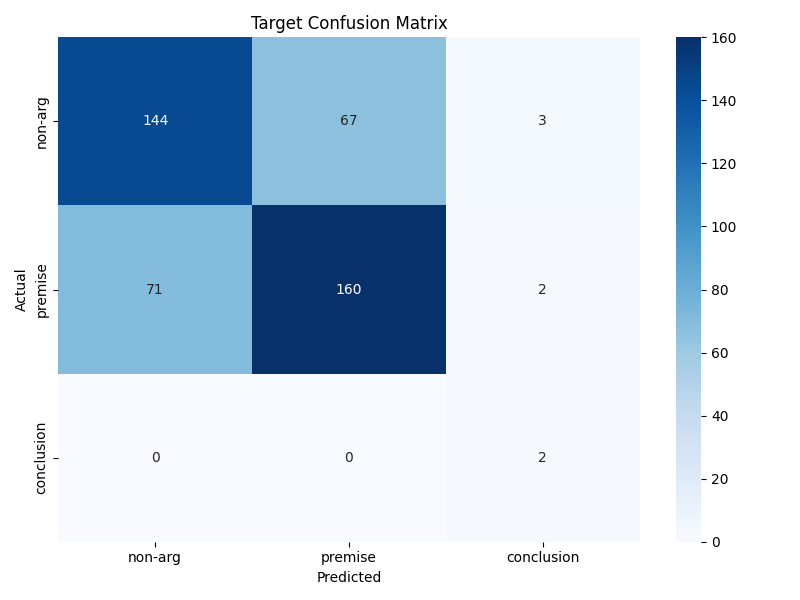 Target Confusion Matrix
Actual
non-arg
premise
conclusion
144 67 3
71 160 2
0 0 2
non-arg premise conclusion
Predicted
160
140
120
100
80
60
40
20
0